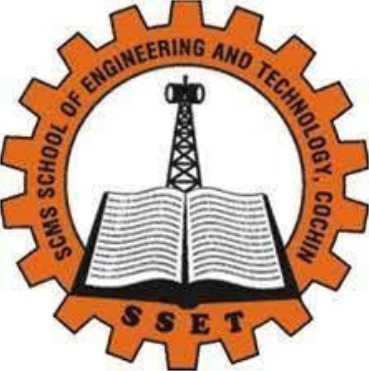 SCMS SCHOOL OF ENGINEERING AND TECHNOLOGY, COCHIN
SSET